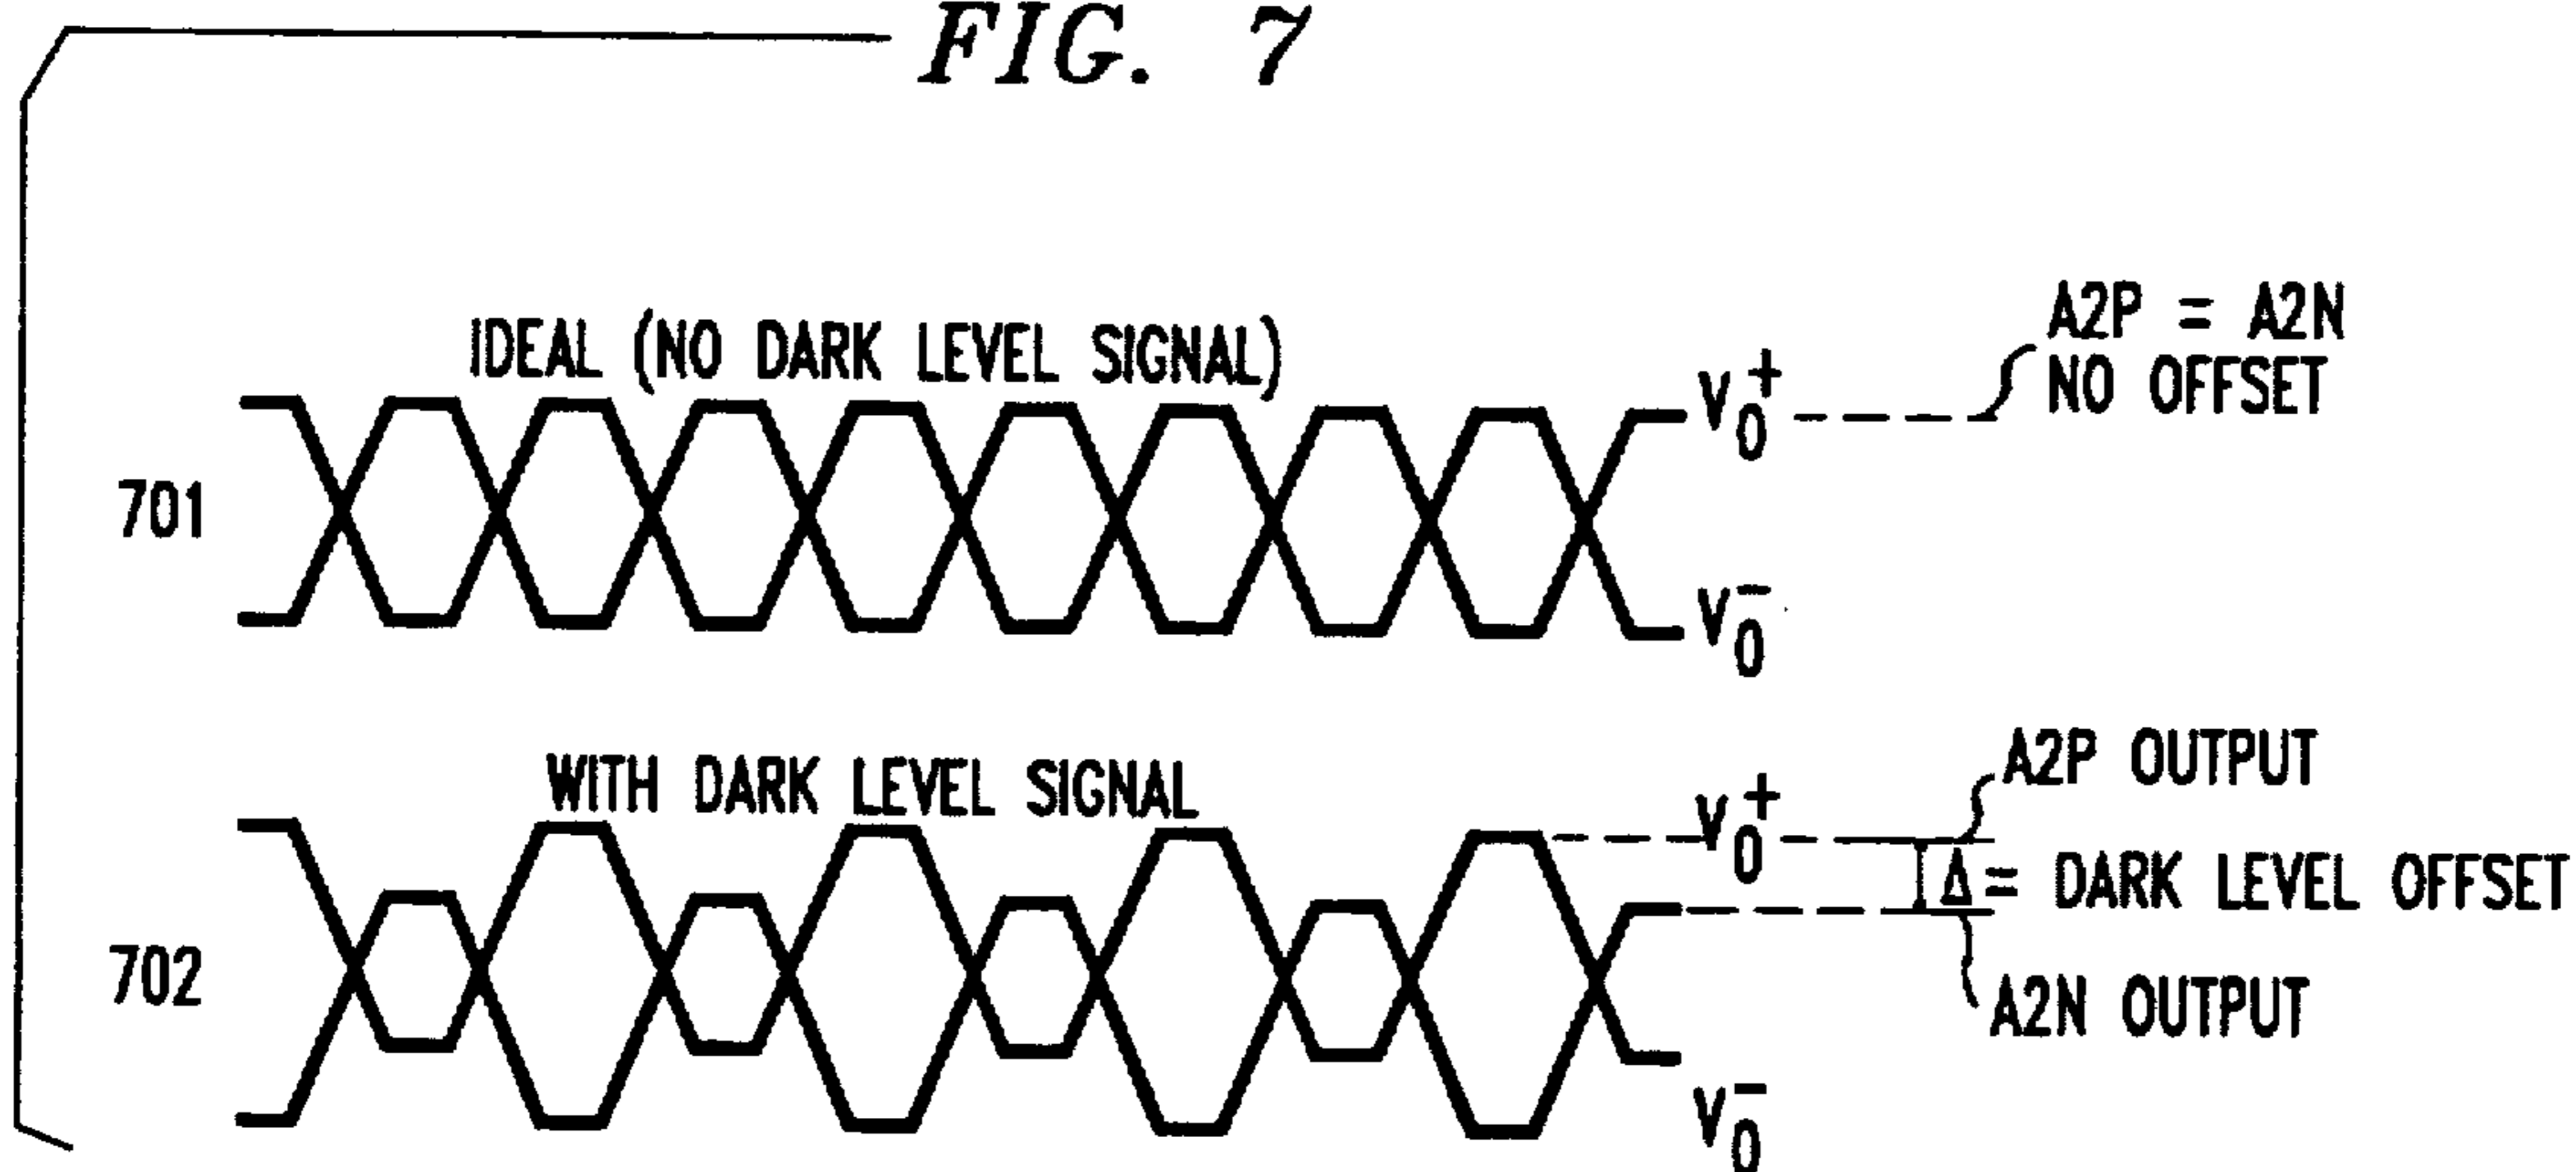 FIG. 7
IDEAL (NO DARK LEVEL SIGNAL)
A2P = A2N
NO OFFSET
V0+
701
V0-
WITH DARK LEVEL SIGNAL
A2P OUTPUT
V0+
Δ= DARK LEVEL OFFSET
702
A2N OUTPUT
V0-